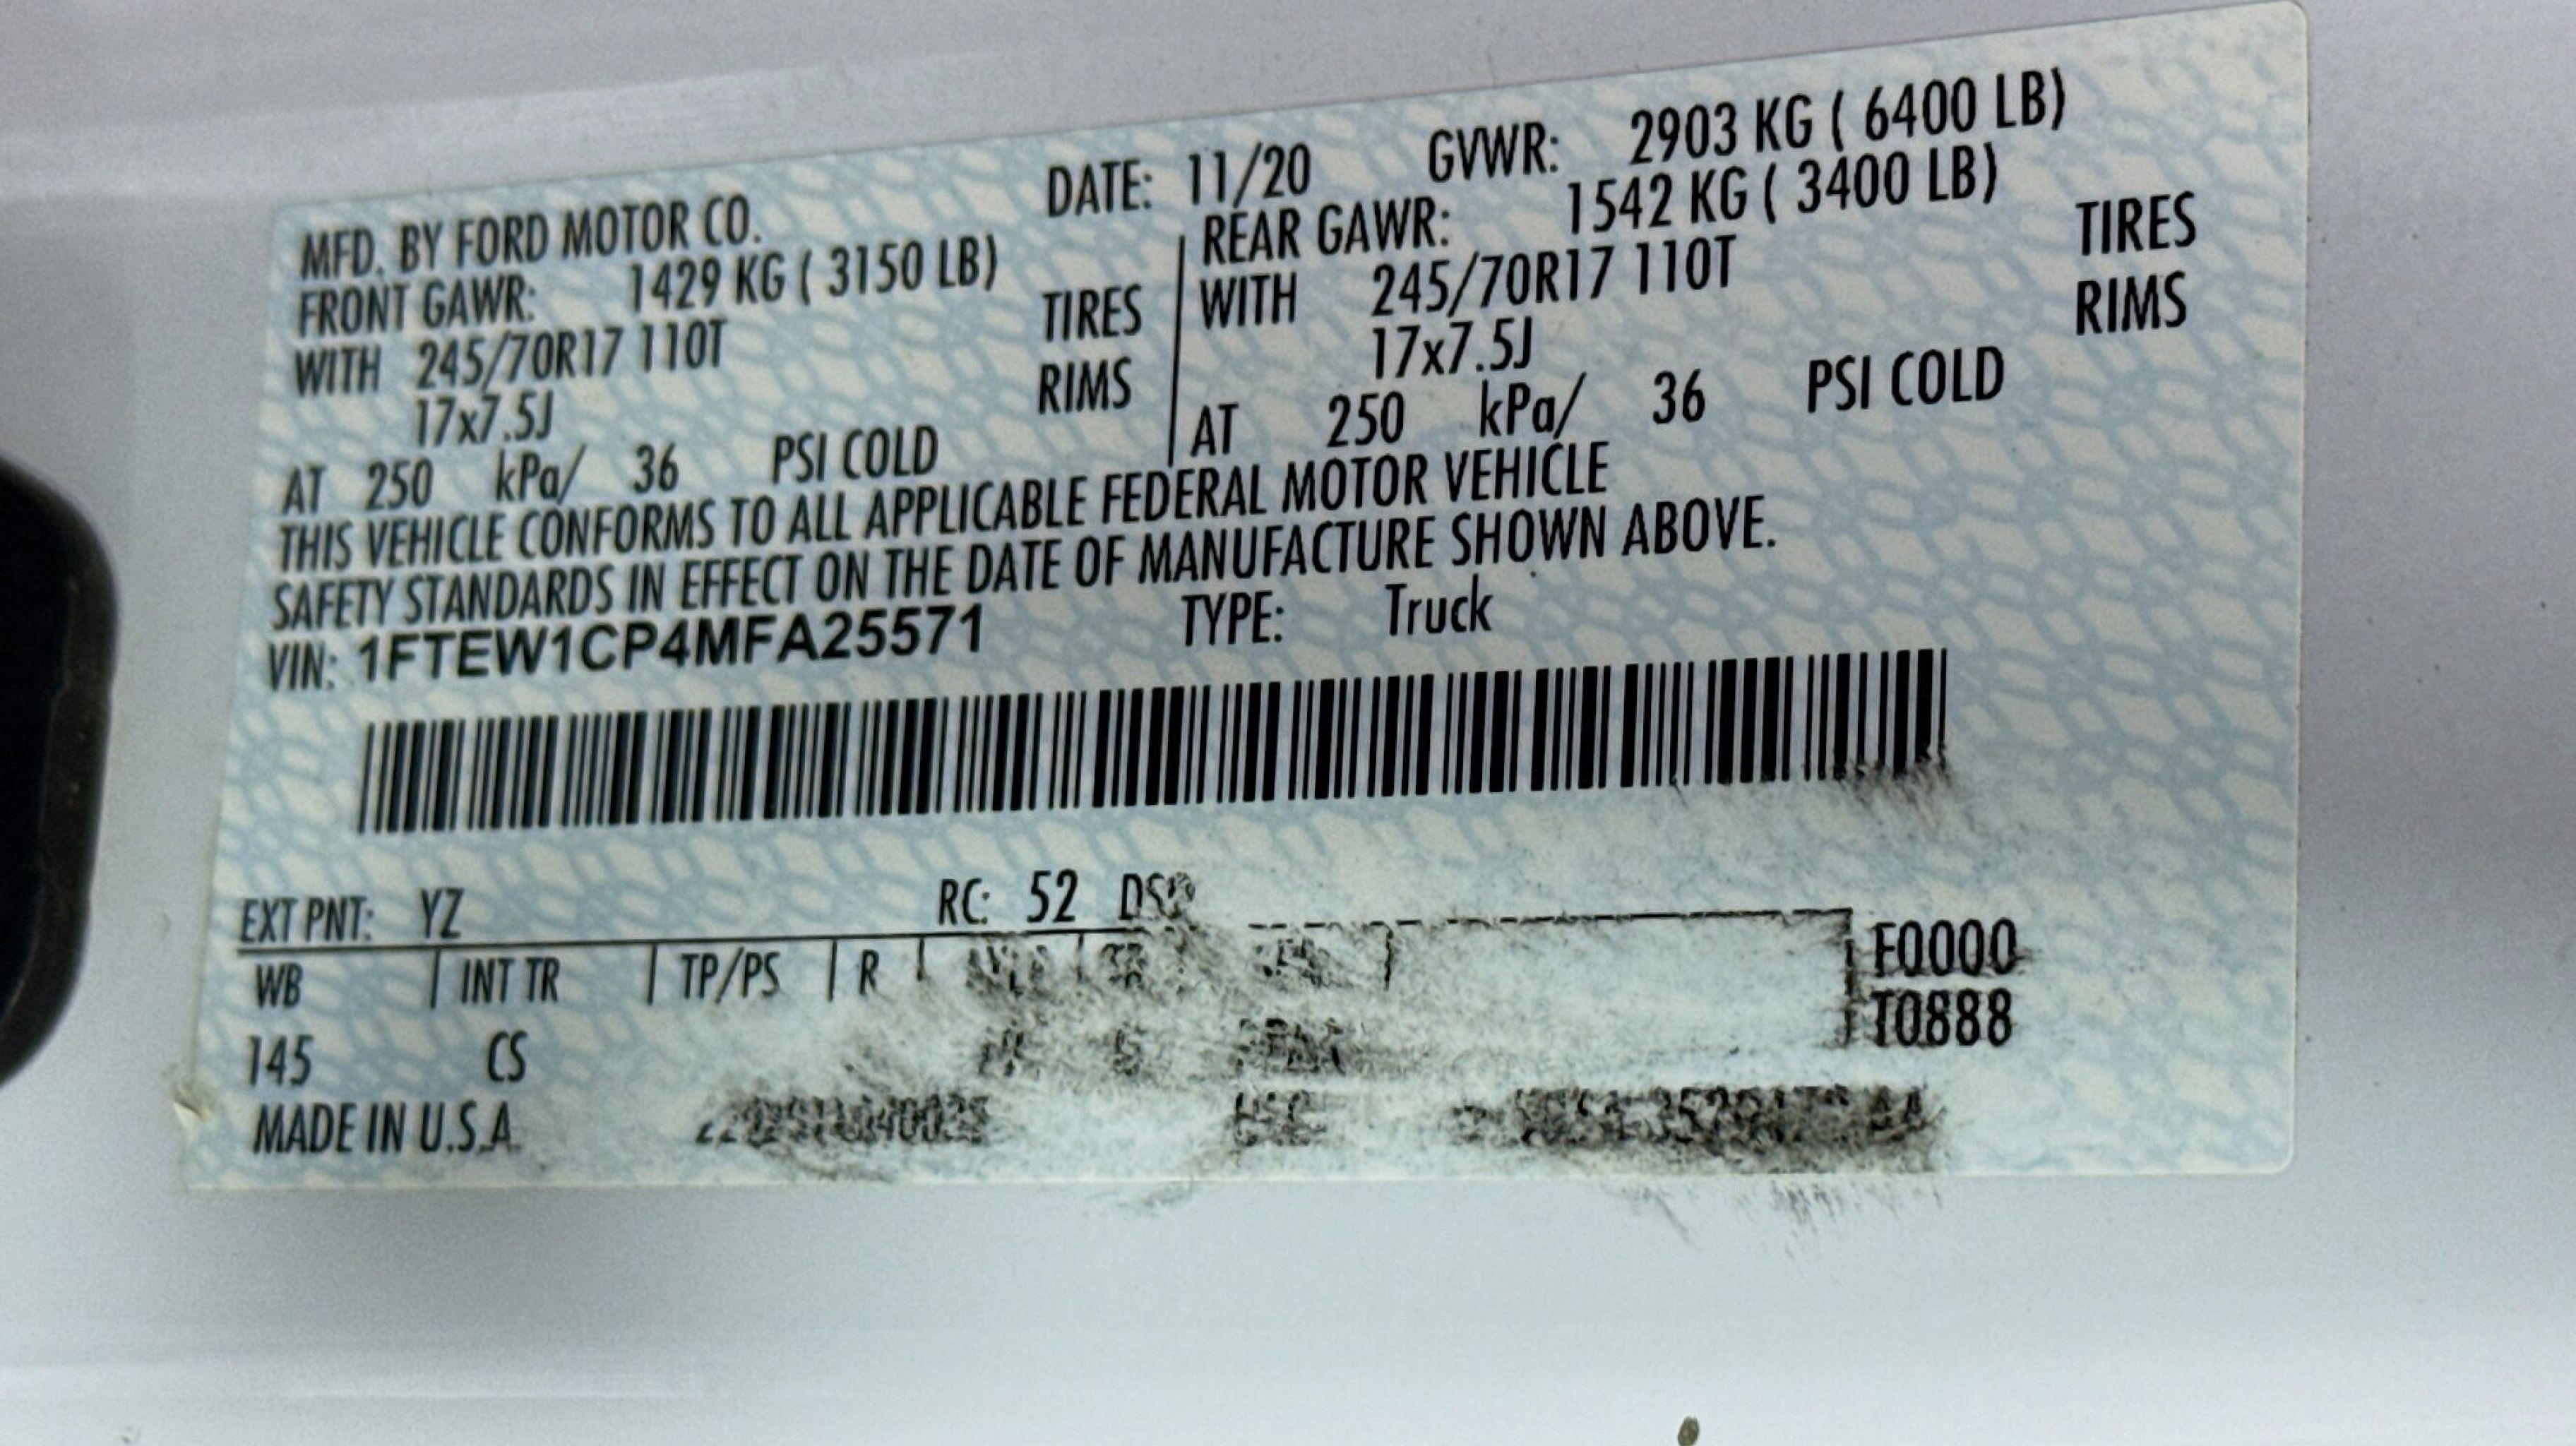 MFD. BY FORD MOTOR CO. DATE: 11/20 GVWR: 2903 KG ( 6400 LB)
FRONT GAWR: 1429 KG ( 3150 LB) REAR GAWR: 1542 KG ( 3400 LB)
WITH 245/70R17 110T TIRES WITH 245/70R17 110T TIRES
17x7.5J RIMS 17x7.5J RIMS
AT 250 kPa/ 36 PSI COLD AT 250 kPa/ 36 PSI COLD
THIS VEHICLE CONFORMS TO ALL APPLICABLE FEDERAL MOTOR VEHICLE
SAFETY STANDARDS IN EFFECT ON THE DATE OF MANUFACTURE SHOWN ABOVE.
VIN: 1FTEW1CP4MFA25571 TYPE: Truck
EXT PNT: YZ RC: 52
WB INT TR TP/PS R F0000
T0888
145 CS
MADE IN U.S.A.